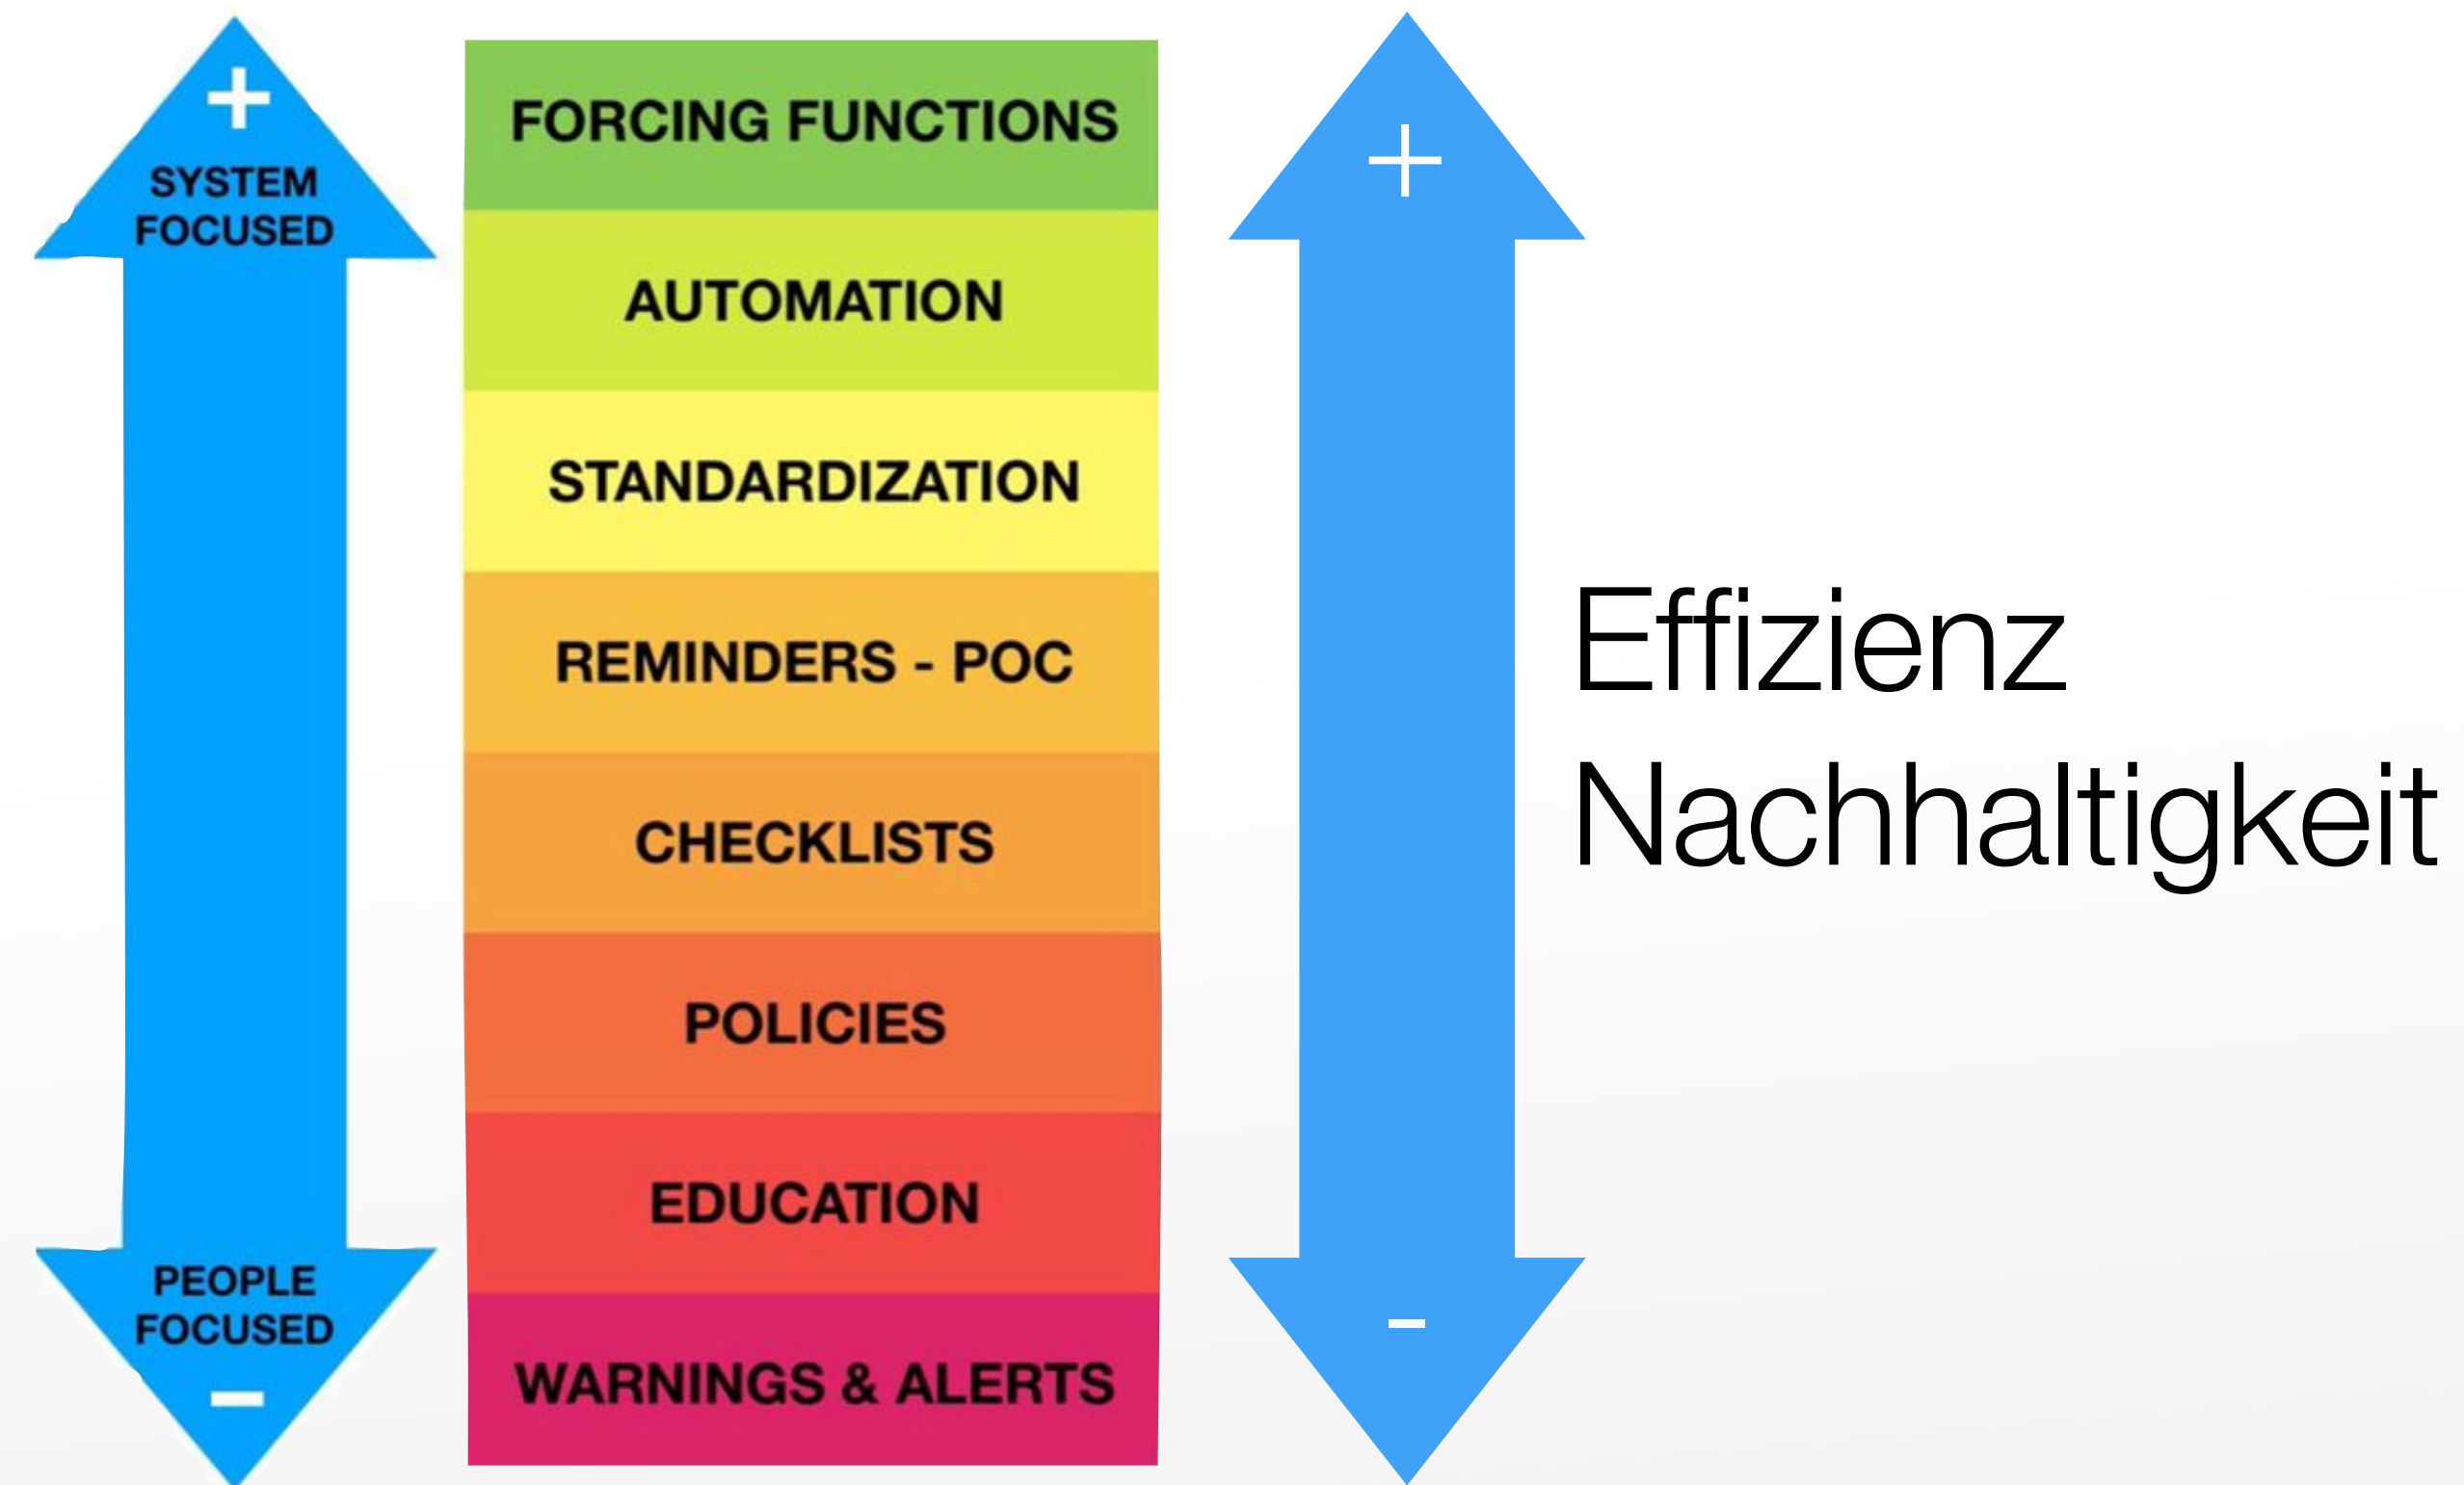 +
SYSTEM
FOCUSED
PEOPLE
FOCUSED
−
FORCING FUNCTIONS
AUTOMATION
STANDARDIZATION
REMINDERS - POC
CHECKLISTS
POLICIES
EDUCATION
WARNINGS & ALERTS
+
-
Effizienz
Nachhaltigkeit